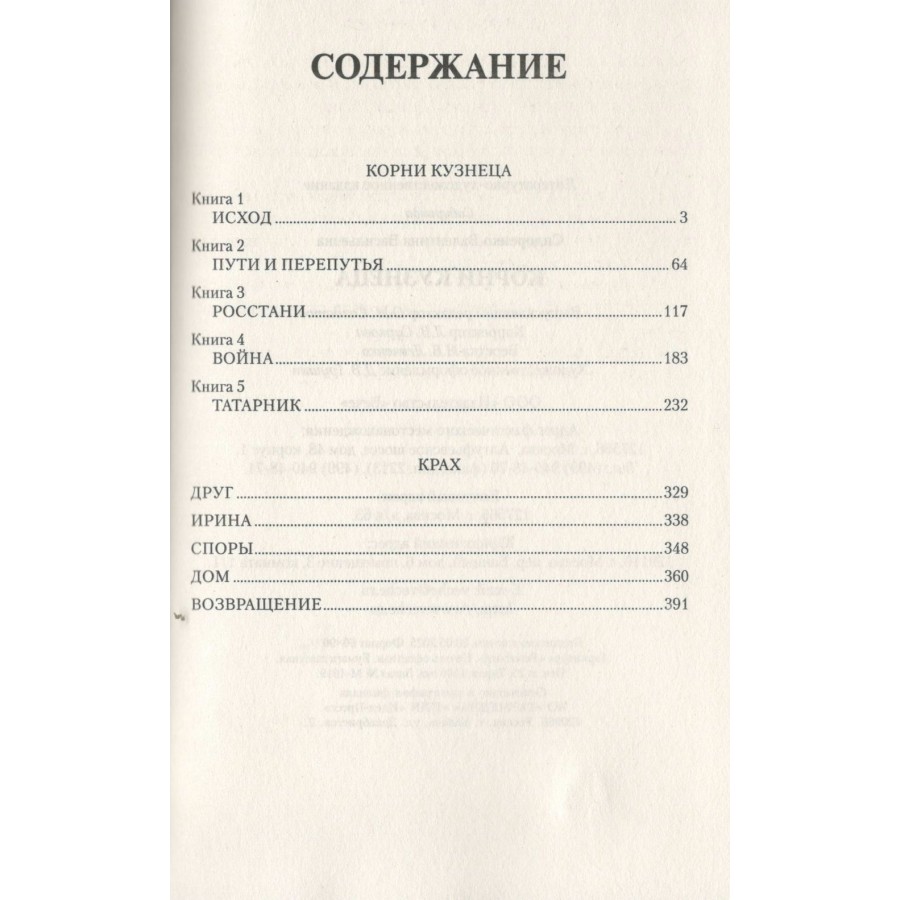 СОДЕРЖАНИЕ
КОРНИ КУЗНЕЦА
Книга 1
ИСХОД 3
Книга 2
ПУТИ И ПЕРЕПУТЬЯ 64
Книга 3
РОССТАНИ 117
Книга 4
ВОЙНА 183
Книга 5
ТАТАРНИК 232
КРАХ
ДРУГ 329
ИРИНА 338
СПОРЫ 348
ДОМ 360
ВОЗВРАЩЕНИЕ 391